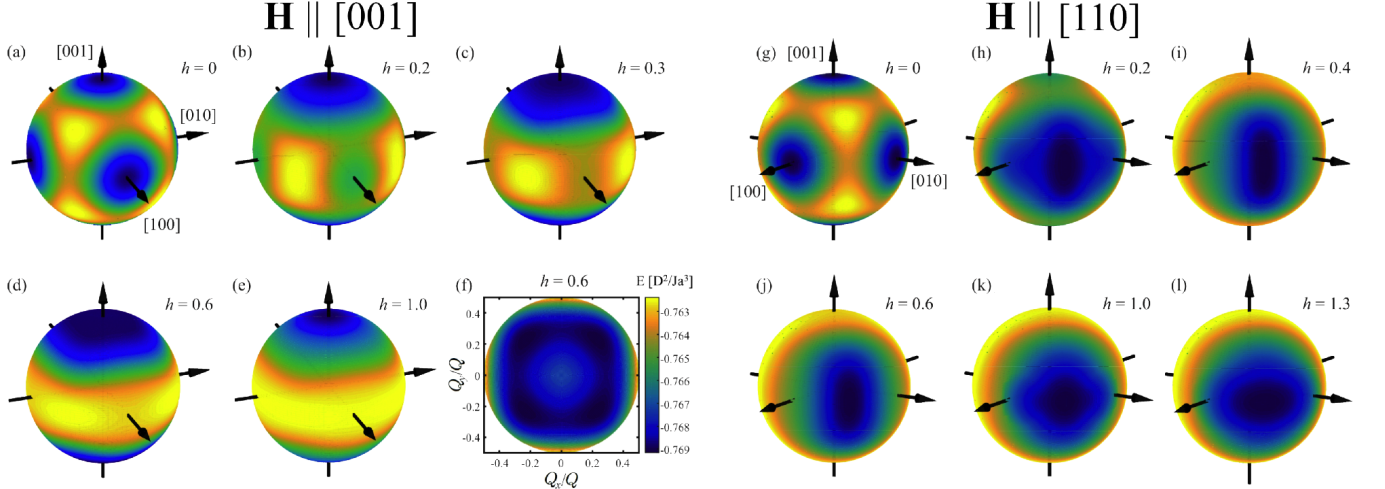 H || [001]
H || [110]
(a)
[001]
h = 0
[010]
[100]
(b)
h = 0.2
(c)
h = 0.3
(g)
[001]
h = 0
[100]
[010]
(h)
h = 0.2
(i)
h = 0.4
(d)
h = 0.6
(e)
h = 1.0
(f)
h = 0.6
E [D²/Ja³]
0.4
0.2
0
-0.2
-0.4
Qy/Q
-0.4
-0.2
0
0.2
0.4
Qx/Q
-0.763
-0.764
-0.765
-0.766
-0.767
-0.768
-0.769
(j)
h = 0.6
(k)
h = 1.0
(l)
h = 1.3